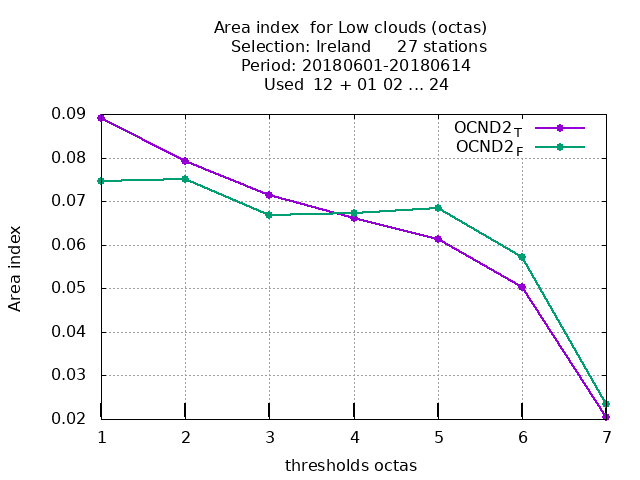 Area index  for Low clouds (octas)
Selection: Ireland     27 stations
Period: 20180601-20180614
Used  12 + 01 02 ... 24
OCND2_T
OCND2_F
0.09
0.08
0.07
0.06
0.05
0.04
0.03
0.02
Area index
1 2 3 4 5 6 7
thresholds octas